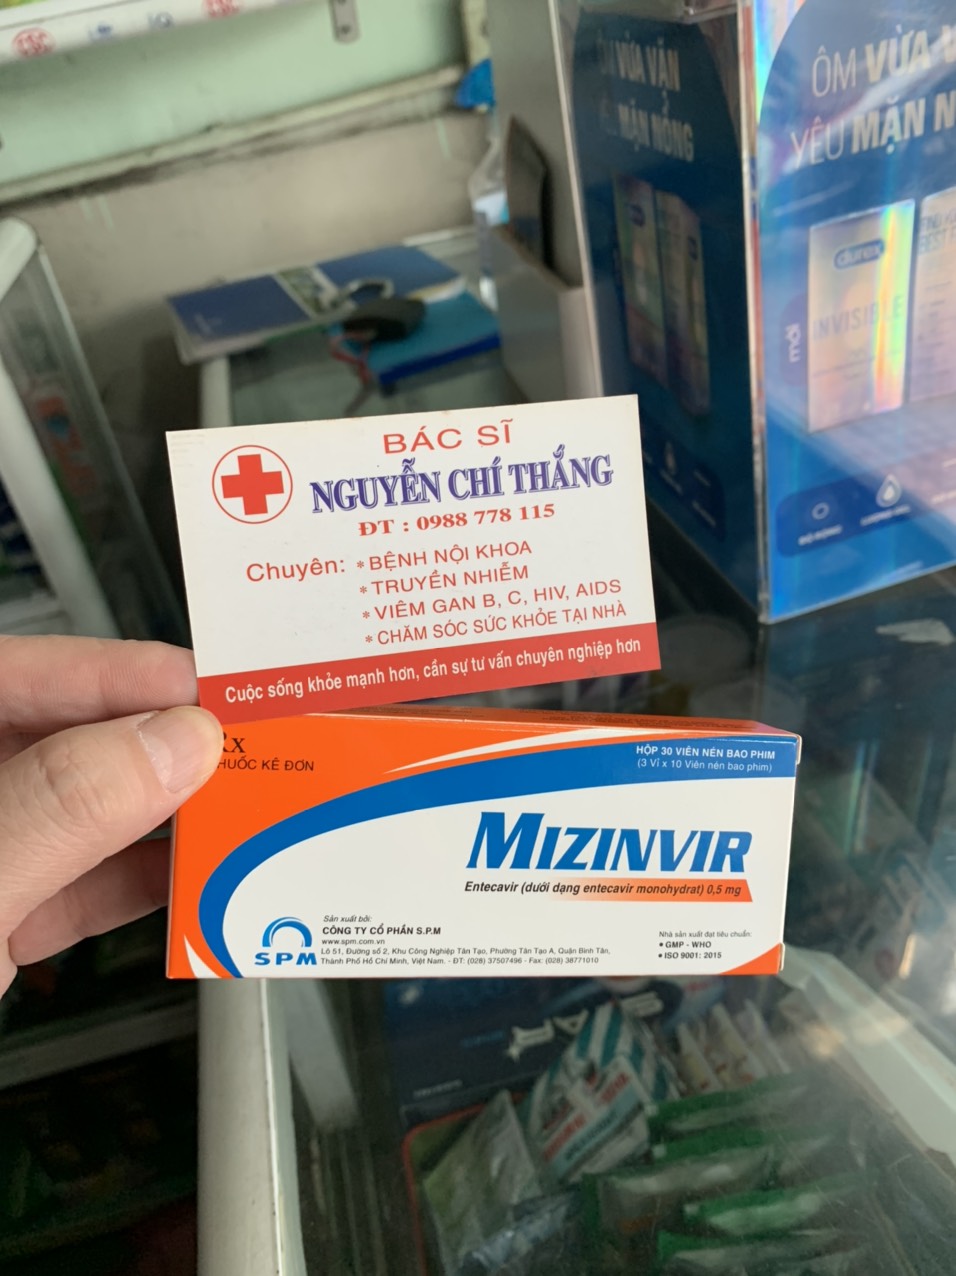 ÔM VỪA
YÊU MẶN N
VỪA VẶN
MẶN NỒNG
durex
INVISIBLE
mới
BEST
BÁC SĨ
NGUYỄN CHÍ THẮNG
ĐT : 0988 778 115
Chuyên: * BỆNH NỘI KHOA
* TRUYỀN NHIỄM
* VIÊM GAN B, C, HIV, AIDS
* CHĂM SÓC SỨC KHỎE TẠI NHÀ
Cuộc sống khỏe mạnh hơn, cần sự tư vấn chuyên nghiệp hơn
Rx
HUỐC KÊ ĐƠN
HỘP 30 VIÊN NÉN BAO PHIM
(3 Vỉ x 10 Viên nén bao phim)
MIZINVIR
Entecavir (dưới dạng entecavir monohydrat) 0,5 mg
SPM
Sản xuất bởi:
CÔNG TY CỔ PHẦN S.P.M
www.spm.com.vn
Lô 51, Đường số 2, Khu Công Nghiệp Tân Tạo, Phường Tân Tạo A, Quận Bình Tân,
Thành Phố Hồ Chí Minh, Việt Nam. - ĐT: (028) 37507496 - Fax: (028) 38771010
Nhà sản xuất đạt tiêu chuẩn:
• GMP - WHO
• ISO 9001: 2015